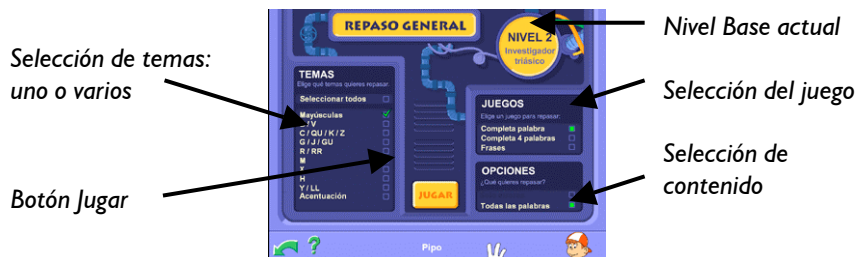 Selección de temas:
uno o varios
Botón Jugar
REPASO GENERAL
NIVEL 2
Investigador
triásico
TEMAS
Elige qué temas quieres repasar.
Seleccionar todos
Mayúsculas
/ V
C / QU / K / Z
G / J / GU
R / RR
M
H
Y / LL
Acentuación
JUGAR
JUEGOS
Elige un juego para repasar:
Completa palabra
Completa 4 palabras
Frases
OPCIONES
¿Qué quieres repasar?
Todas las palabras
Pipo
Nivel Base actual
Selección del juego
Selección de
contenido